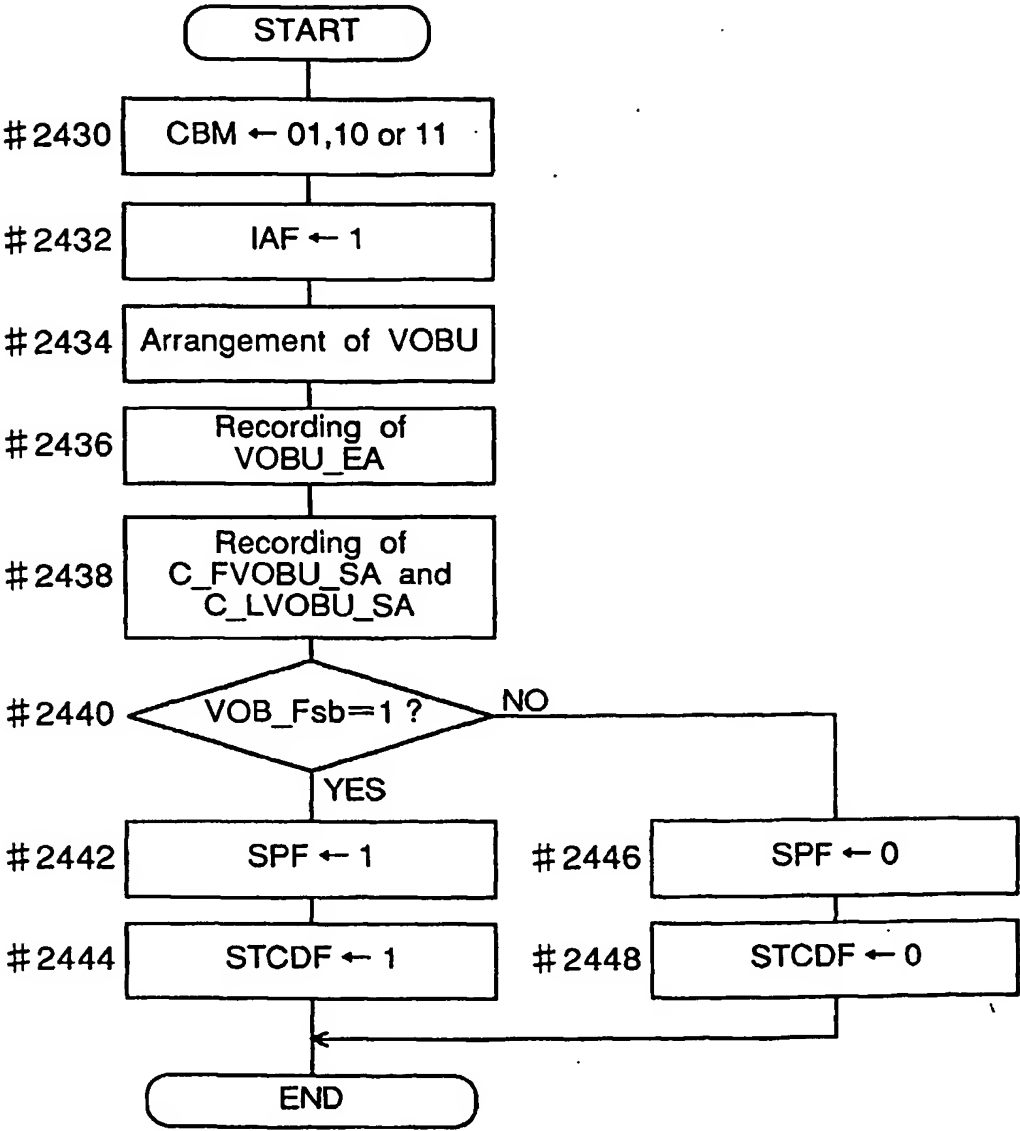 START
#2430
CBM ← 01,10 or 11
#2432
IAF ← 1
#2434
Arrangement of VOBU
#2436
Recording of
VOBU_EA
#2438
Recording of
C_FVOBU_SA and
C_LVOBU_SA
#2440
VOB_Fsb=1 ?
NO
YES
#2442
SPF ← 1
#2446
SPF ← 0
#2444
STCDF ← 1
#2448
STCDF ← 0
END